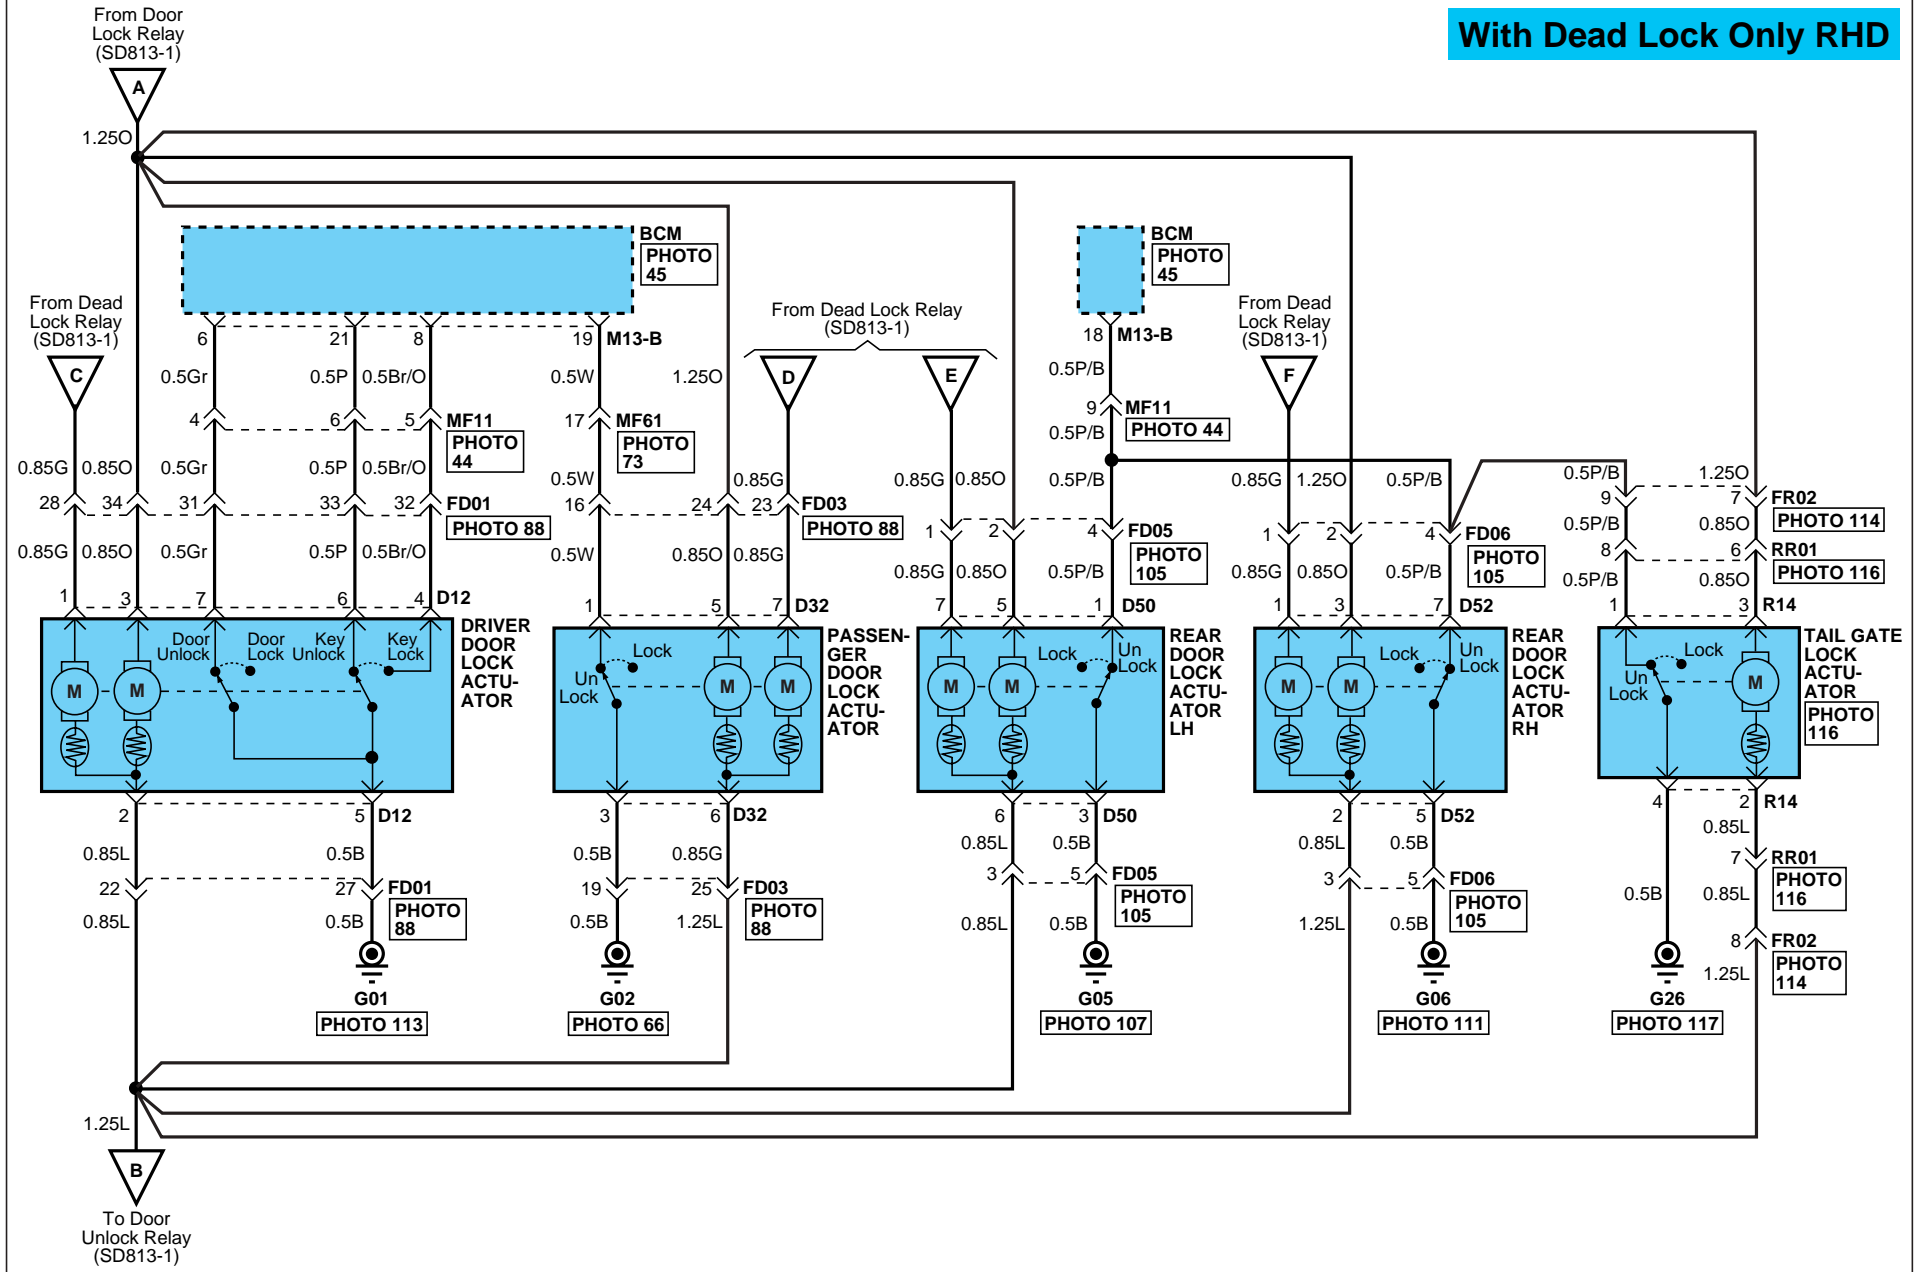 From Door
Lock Relay
(SD813-1)
With Dead Lock Only RHD
A
1.25O
BCM
PHOTO
45
BCM
PHOTO
45
From Dead
Lock Relay
(SD813-1)
From Dead Lock Relay
(SD813-1)
From Dead
Lock Relay
(SD813-1)
6 21 8 19 M13-B
18 M13-B
C D E F
0.5Gr 0.5P 0.5Br/O 0.5W 1.25O 0.5P/B
4 6 5 MF11
PHOTO
44
17 MF61
PHOTO
73
9 MF11
PHOTO 44
0.5P/B
0.85G 0.85O 0.5Gr 0.5P 0.5Br/O 0.5W 0.85G 0.85G 0.85O 0.5P/B 0.85G 1.25O 0.5P/B 0.5P/B 1.25O
28 34 31 33 32 FD01
PHOTO 88
16 24 23 FD03
PHOTO 88
1 2 4 FD05
PHOTO
105
1 2 4 FD06
PHOTO
105
9 7 FR02
PHOTO 114
0.5P/B 0.85O
8 6 RR01
PHOTO 116
0.85G 0.85O 0.5Gr 0.5P 0.5Br/O 0.5W 0.85O 0.85G 0.85G 0.85O 0.5P/B 0.85G 0.85O 0.5P/B 0.5P/B 0.85O
1 3 7 6 4 D12
1 5 7 D32
7 5 1 D50
1 3 7 D52
1 3 R14
DRIVER
DOOR
LOCK
ACTU-
ATOR
Door
Unlock
Door
Lock
Key
Unlock
Key
Lock
M M
PASSEN-
GER
DOOR
LOCK
ACTU-
ATOR
Lock
Un
Lock
M M
REAR
DOOR
LOCK
ACTU-
ATOR
LH
Lock
Un
Lock
M M
REAR
DOOR
LOCK
ACTU-
ATOR
RH
Lock
Un
Lock
M M
TAIL GATE
LOCK
ACTU-
ATOR
PHOTO
116
Lock
Un
Lock
M
2 5 D12
3 6 D32
6 3 D50
2 5 D52
4 2 R14
0.85L 0.5B 0.5B 0.85G 0.85L 0.5B 0.85L 0.5B 0.85L
22 27 FD01
PHOTO
88
19 25 FD03
PHOTO
88
3 5 FD05
PHOTO
105
3 5 FD06
PHOTO
105
7 RR01
PHOTO
116
0.85L 0.5B 0.5B 1.25L 0.85L 0.5B 1.25L 0.5B 0.5B 0.85L
8 FR02
PHOTO
114
1.25L
G01
PHOTO 113
G02
PHOTO 66
G05
PHOTO 107
G06
PHOTO 111
G26
PHOTO 117
1.25L
B
To Door
Unlock Relay
(SD813-1)